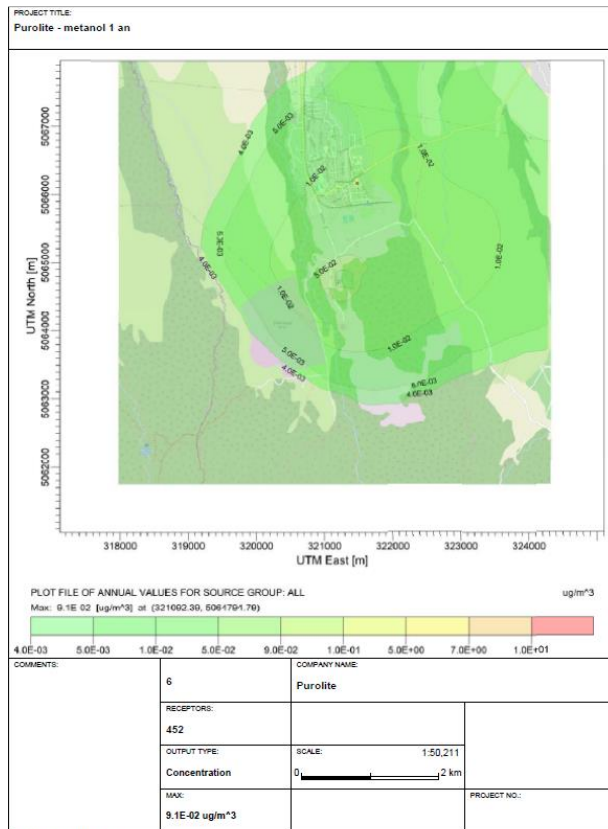 PROJECT TITLE:
Purolite - metanol 1 an
UTM North [m]
5067000
5066000
5065000
5064000
5063000
5062000
4.0E-03
5.0E-03
1.0E-02
1.0E-02
4.0E-03
5.0E-02
1.0E-02
1.0E-02
5.0E-03
4.0E-03
1.0E-02
4.0E-03
318000 319000 320000 321000 322000 323000 324000
UTM East [m]
PLOT FILE OF ANNUAL VALUES FOR SOURCE GROUP: ALL
ug/m^3
Max: 9.1E 02 [ug/m^3] at
4.0E-03 5.0E-03 1.0E-02 5.0E-02 9.0E-02 1.0E-01 5.0E+00 7.0E+00 1.0E+01
COMMENTS:
6
COMPANY NAME:
Purolite
RECEPTORS:
452
OUTPUT TYPE:
Concentration
SCALE:
1:50,211
0
2 km
MAX:
9.1E-02 ug/m^3
PROJECT NO.: